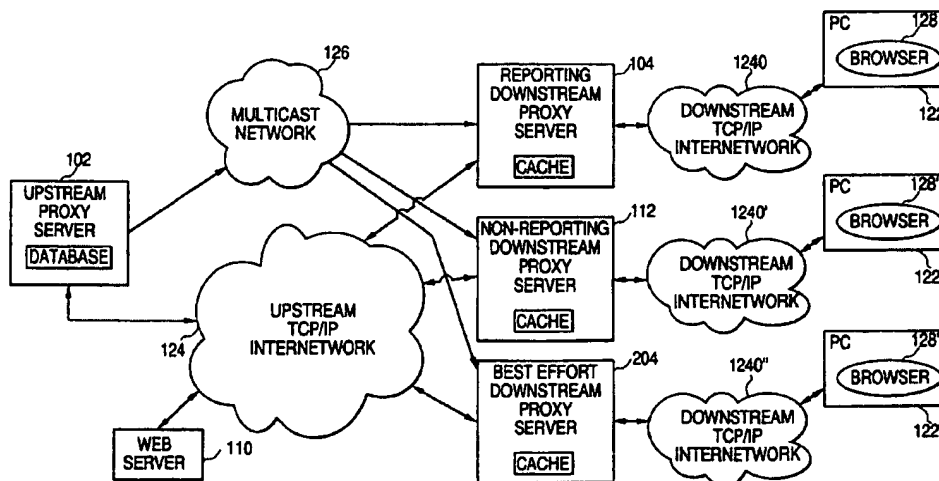 126
MULTICAST
NETWORK
102
UPSTREAM
PROXY
SERVER
DATABASE
124
UPSTREAM
TCP/IP
INTERNETWORK
WEB
SERVER
110
REPORTING
DOWNSTREAM
PROXY
SERVER
CACHE
104
1240
DOWNSTREAM
TCP/IP
INTERNETWORK
PC
128
BROWSER
122
NON-REPORTING
DOWNSTREAM
PROXY
SERVER
CACHE
112
1240'
DOWNSTREAM
TCP/IP
INTERNETWORK
PC
128'
BROWSER
122
BEST EFFORT
DOWNSTREAM
PROXY
SERVER
CACHE
204
1240"
DOWNSTREAM
TCP/IP
INTERNETWORK
PC
BROWSER
122